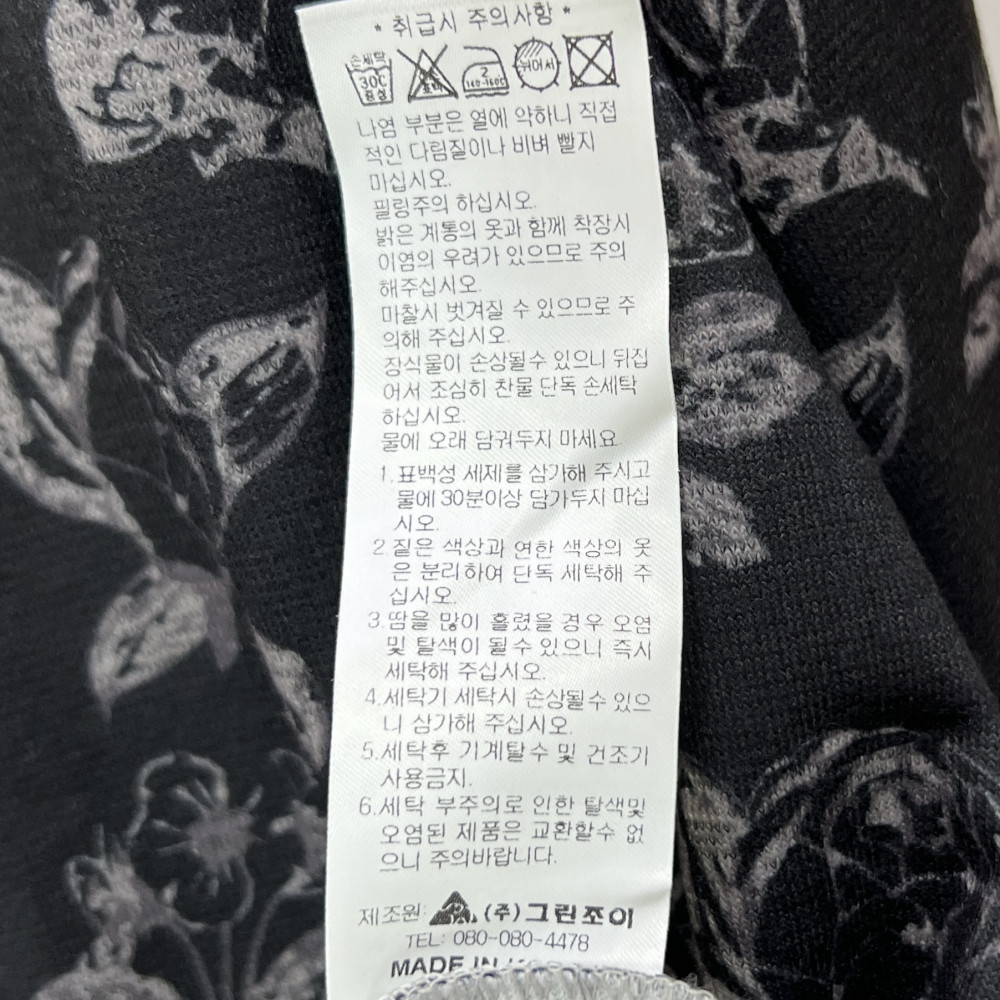 * 취급시 주의사항 *
손세탁
30℃
중성
표백
2
140~160℃
뉘어서
나염 부분은 열에 약하니 직접
적인 다림질이나 비벼 빨지
마십시오.
필링주의 하십시오.
밝은 계통의 옷과 함께 착장시
이염의 우려가 있으므로 주의
해주십시오.
마찰시 벗겨질 수 있으므로 주
의해 주십시오.
장식물이 손상될수 있으니 뒤집
어서 조심히 찬물 단독 손세탁
하십시오.
물에 오래 담궈두지 마세요.
1.표백성 세제를 삼가해 주시고
물에 30분이상 담가두지 마십
시오.
2.짙은 색상과 연한 색상의 옷
은 분리하여 단독 세탁해 주
십시오.
3.땀을 많이 흘렸을 경우 오염
및 탈색이 될수 있으니 즉시
세탁해 주십시오.
4.세탁기 세탁시 손상될수 있으
니 삼가해 주십시오.
5.세탁후 기계탈수 및 건조기
사용금지.
6.세탁 부주의로 인한 탈색및
오염된 제품은 교환할수 없
으니 주의바랍니다.
제조원: (주)그린조이
TEL: 080-080-4478
MADE IN